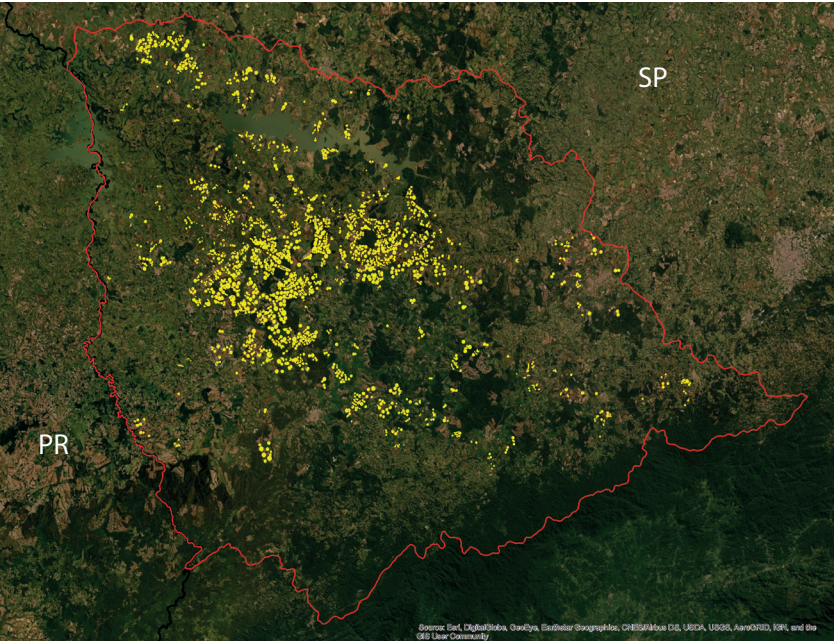 SP
PR
Source: Esri, DigitalGlobe, GeoEye, Earthstar Geographics, CNES/Airbus DS, USDA, USGS, AeroGRID, IGN, and the
GIS User Community